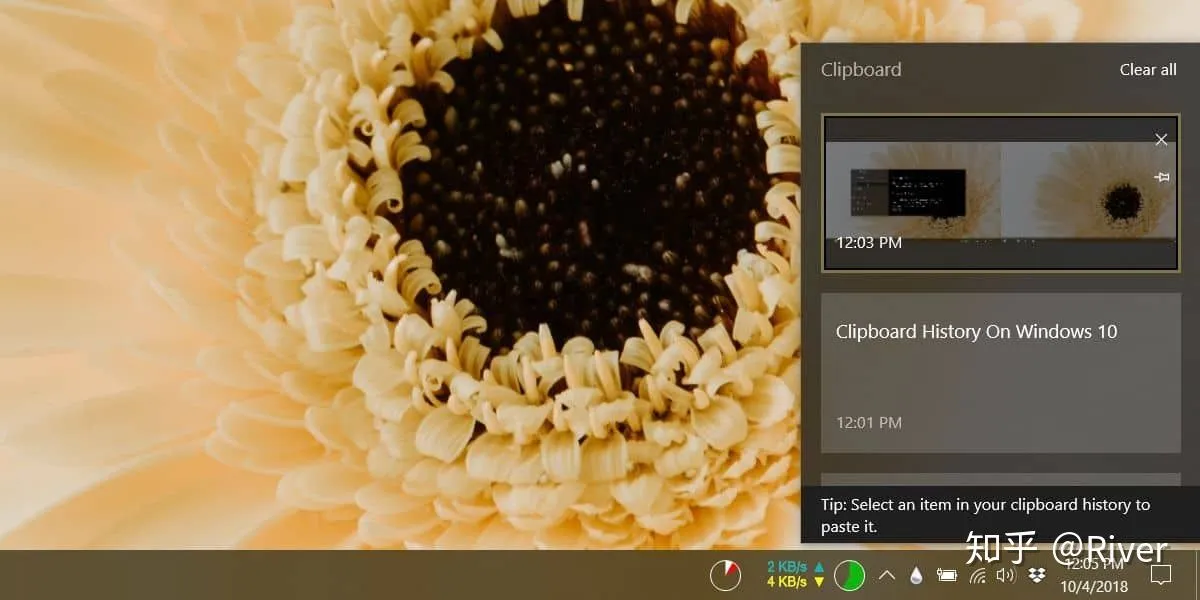 Clipboard
Clear all
12:03 PM
Clipboard History On Windows 10
12:01 PM
Tip: Select an item in your clipboard history to
paste it.
知乎 @River
2 KB/s
4 KB/s
12:05 PM
10/4/2018